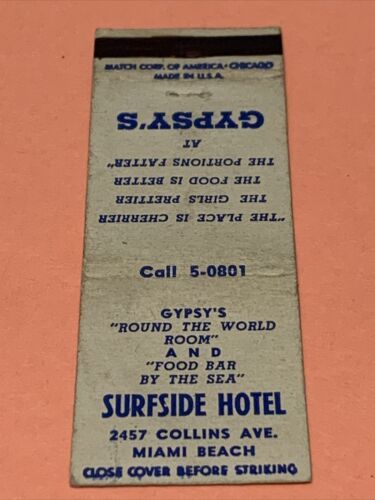 MATCH CORP. OF AMERICA • CHICAGO
MADE IN U.S.A.
"THE PLACE IS CHERRIER
THE GIRLS PRETTIER
THE FOOD IS BETTER
THE PORTIONS FATTER"
AT
GYPSY'S
Call 5-0801
GYPSY'S
"ROUND THE WORLD
ROOM"
AND
"FOOD BAR
BY THE SEA"
SURFSIDE HOTEL
2457 COLLINS AVE.
MIAMI BEACH
CLOSE COVER BEFORE STRIKING